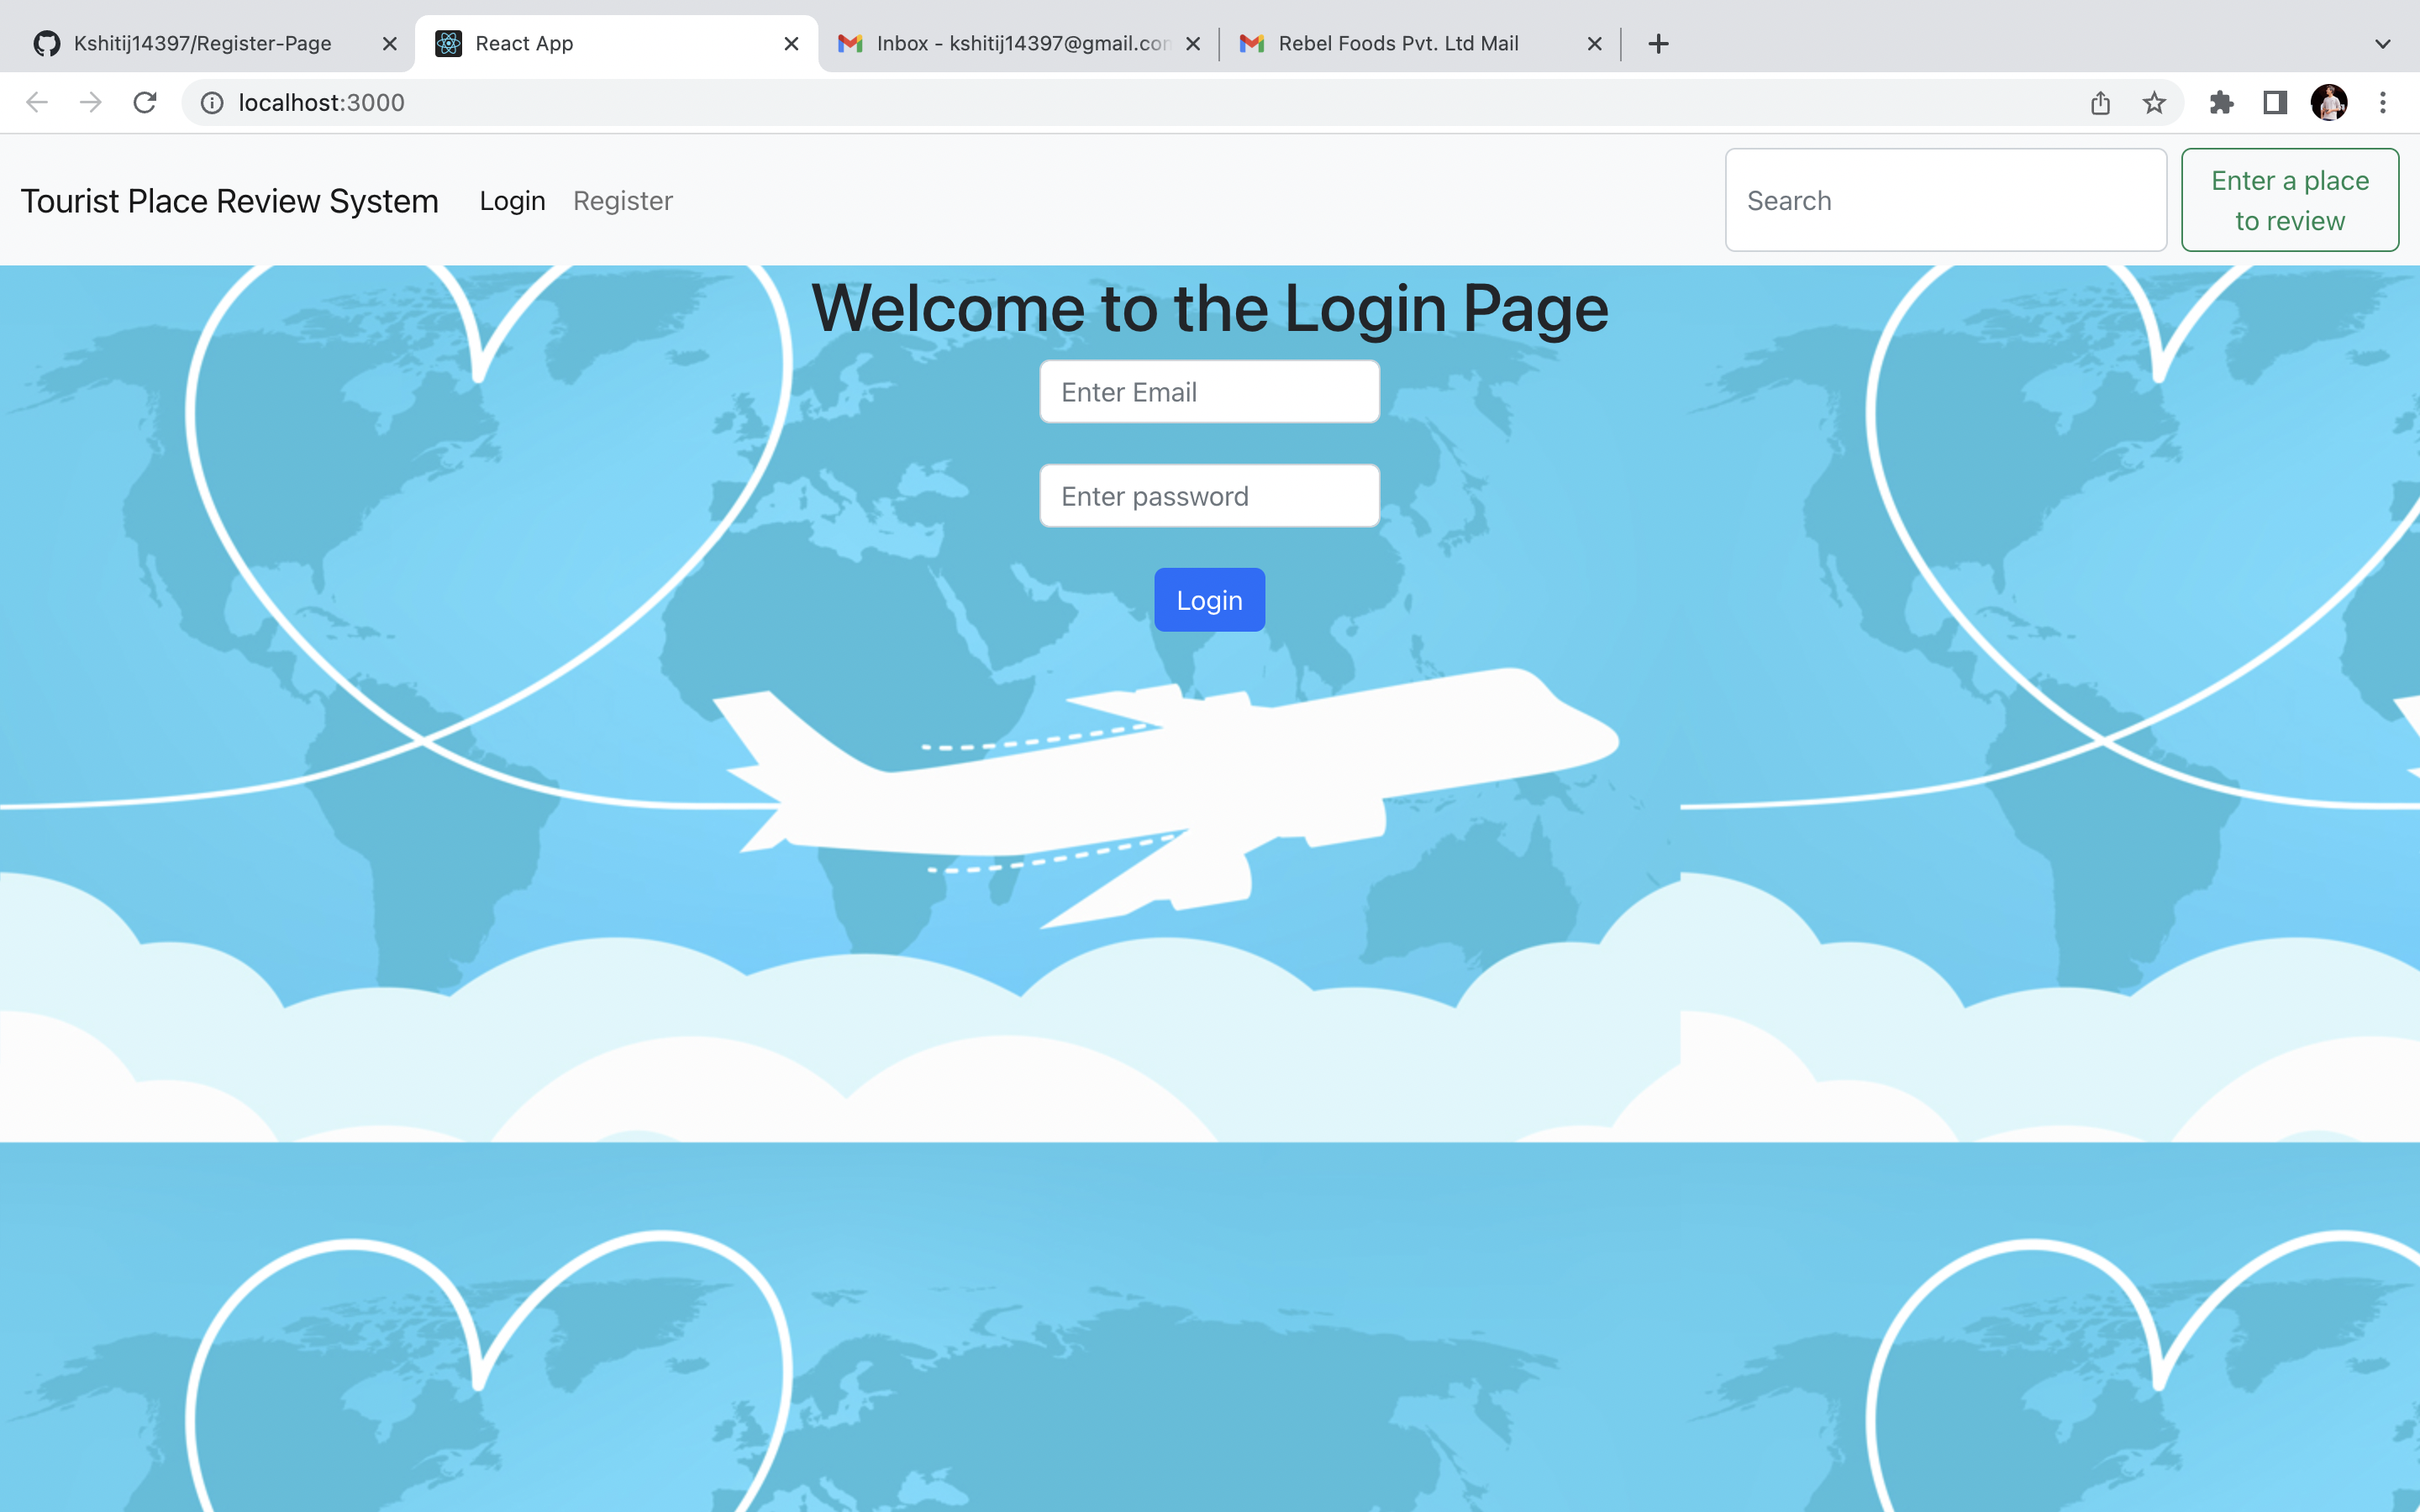 Kshitij14397/Register-Page
React App
Inbox - kshitij14397@gmail.con
Rebel Foods Pvt. Ltd Mail
localhost:3000
Tourist Place Review System
Login
Register
Search
Enter a place
to review
Welcome to the Login Page
Enter Email
Enter password
Login